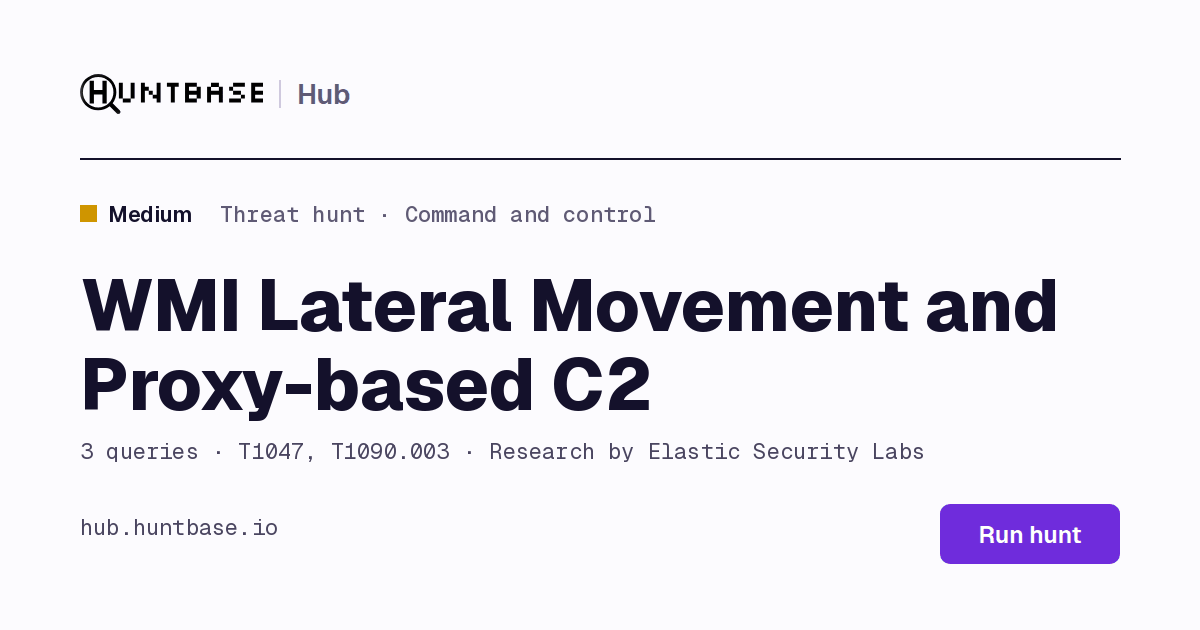 HUNTBASE Hub
Medium Threat hunt · Command and control
WMI Lateral Movement and
Proxy-based C2
3 queries · T1047, T1090.003 · Research by Elastic Security Labs
hub.huntbase.io
Run hunt